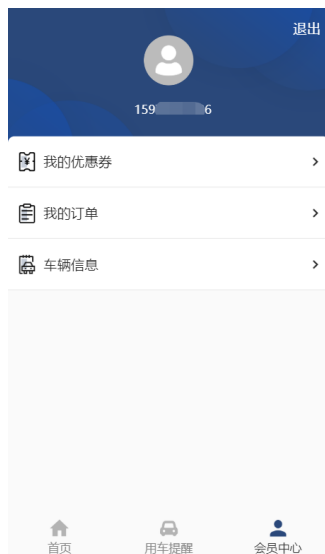 退出
159 6
我的优惠券
我的订单
车辆信息
首页 用车提醒 会员中心